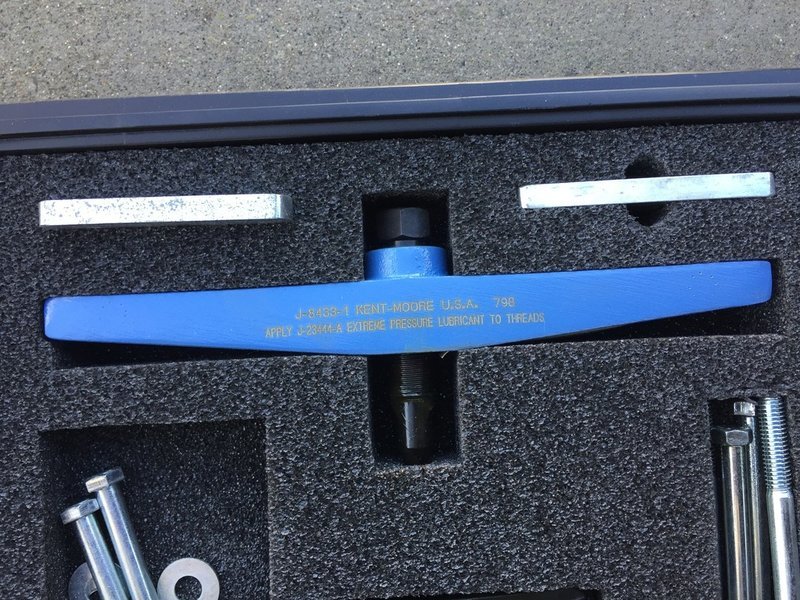 J-8433-1 KENT-MOORE U.S.A. 798
APPLY J-23444-A EXTREME PRESSURE LUBRICANT TO THREADS